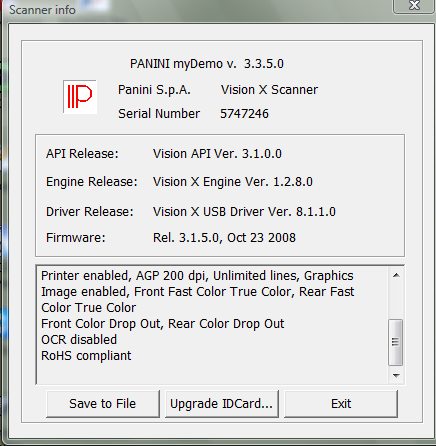 Scanner info
PANINI myDemo v. 3.3.5.0
Panini S.p.A. Vision X Scanner
Serial Number 5747246
API Release: Vision API Ver. 3.1.0.0
Engine Release: Vision X Engine Ver. 1.2.8.0
Driver Release: Vision X USB Driver Ver. 8.1.1.0
Firmware: Rel. 3.1.5.0, Oct 23 2008
Printer enabled, AGP 200 dpi, Unlimited lines, Graphics
Image enabled, Front Fast Color True Color, Rear Fast
Color True Color
Front Color Drop Out, Rear Color Drop Out
OCR disabled
RoHS compliant
Save to File Upgrade IDCard... Exit